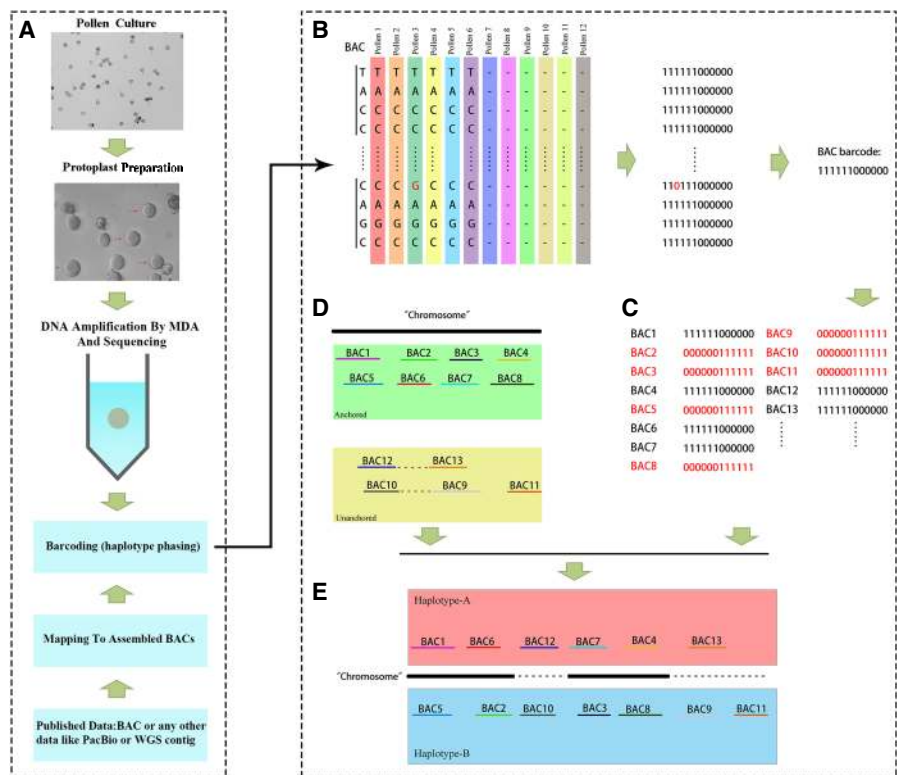 A
Pollen Culture
Protoplast Preparation
DNA Amplification By MDA
And Sequencing
Barcoding (haplotype phasing)
Mapping To Assembled BACs
Published Data:BAC or any other
data like PacBio or WGS contig
B
BAC Pollen 1 Pollen 2 Pollen 3 Pollen 4 Pollen 5 Pollen 6 Pollen 7 Pollen 8 Pollen 9 Pollen 10 Pollen 11 Pollen 12
T T T T T T T - - - - - - 111111000000
A A A A A A A - - - - - - 111111000000
C C C C C C C - - - - - - 111111000000
C C C C C C C - - - - - - 111111000000
C C C G C C C - - - - - - 110111000000
A A A A A A A - - - - - - 111111000000
G G G G G G G - - - - - - 111111000000
C C C C C C C - - - - - - 111111000000
BAC barcode:
111111000000
C
BAC1 111111000000 BAC9 000000111111
BAC2 000000111111 BAC10 000000111111
BAC3 000000111111 BAC11 000000111111
BAC4 111111000000 BAC12 111111000000
BAC5 000000111111 BAC13 111111000000
BAC6 111111000000
BAC7 111111000000
BAC8 000000111111
D
"Chromosome"
BAC1 BAC2 BAC3 BAC4
BAC5 BAC6 BAC7 BAC8
Anchored
BAC12 BAC13
BAC10 BAC9 BAC11
Unanchored
E
Haplotype-A
BAC1 BAC6 BAC12 BAC7 BAC4 BAC13
"Chromosome"
BAC5 BAC2 BAC10 BAC3 BAC8 BAC9 BAC11
Haplotype-B